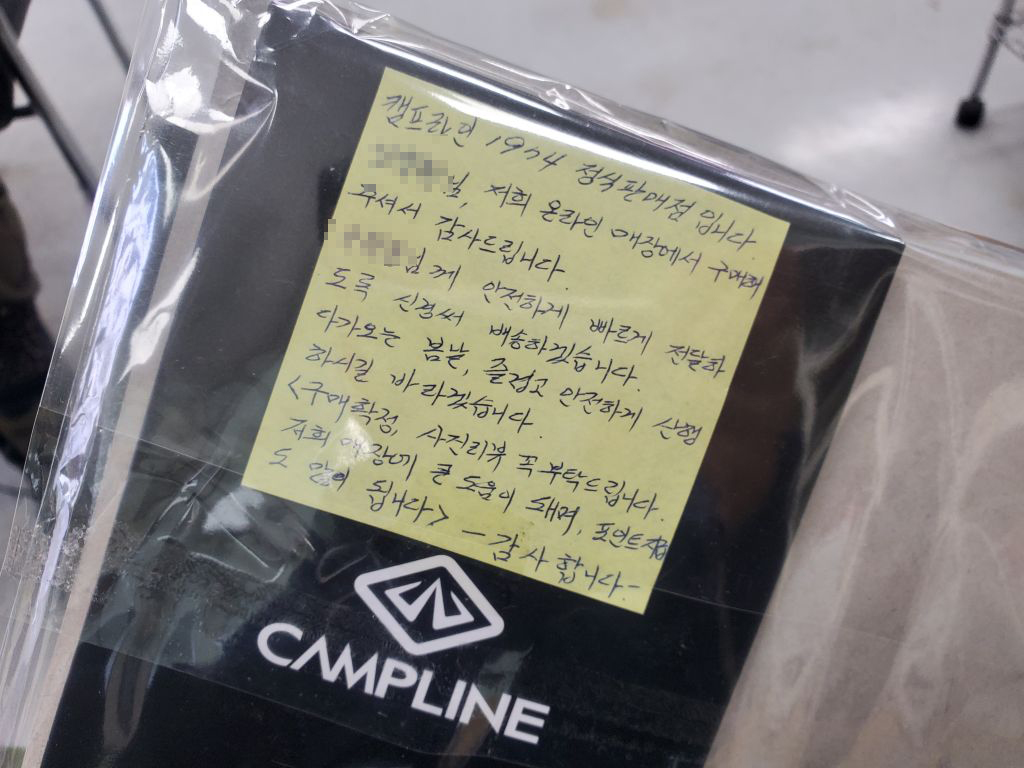 캠프라인 1974 정식판매점 입니다.
님, 저희 온라인 매장에서 구매해
주셔서 감사드립니다.
님께 안전하게 빠르게 전달하
도록 신경써 배송하겠습니다.
다가오는 봄날, 즐겁고 안전하게 산행
하시길 바라겠습니다.
<구매확정, 사진리뷰 꼭 부탁드립니다.
저희 매장에 큰 도움이 돼며, 포인트적립
도 많이 됩니다>
-감사합니다-
CAMPLINE